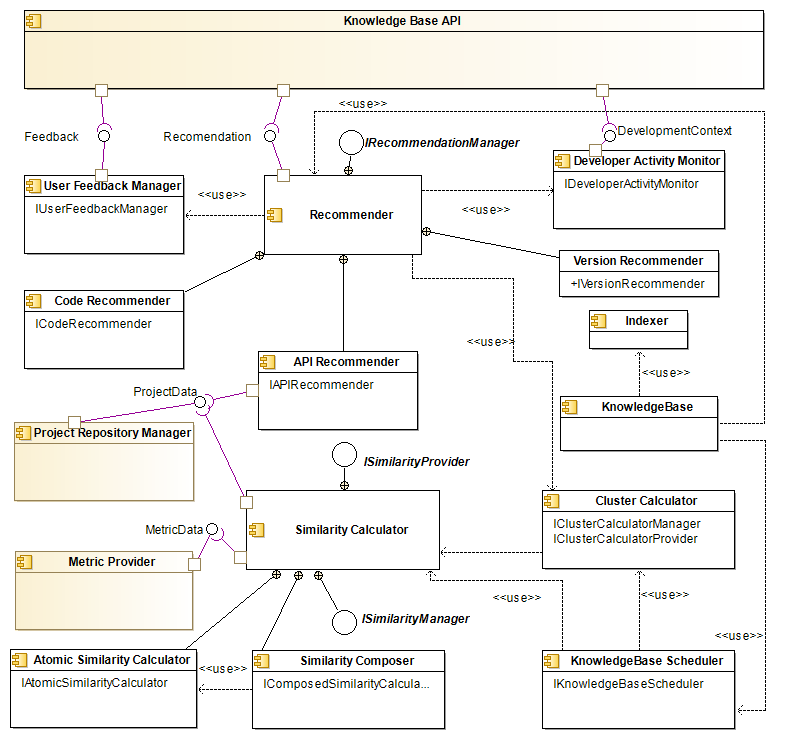 Knowledge Base API
<<use>>
Feedback
Recomendation
DevelopmentContext
IRecommendationManager
User Feedback Manager
IUserFeedbackManager
<<use>>
Recommender
<<use>>
Developer Activity Monitor
IDeveloperActivityMonitor
Version Recommender
+IVersionRecommender
Code Recommender
ICodeRecommender
Indexer
<<use>>
<<use>>
API Recommender
IAPIRecommender
ProjectData
KnowledgeBase
Project Repository Manager
ISimilarityProvider
Similarity Calculator
Cluster Calculator
IClusterCalculatorManager
IClusterCalculatorProvider
MetricData
Metric Provider
<<use>>
<<use>>
ISimilarityManager
<<use>>
Atomic Similarity Calculator
IAtomicSimilarityCalculator
<<use>>
Similarity Composer
IComposedSimilarityCalcula...
KnowledgeBase Scheduler
IKnowledgeBaseScheduler